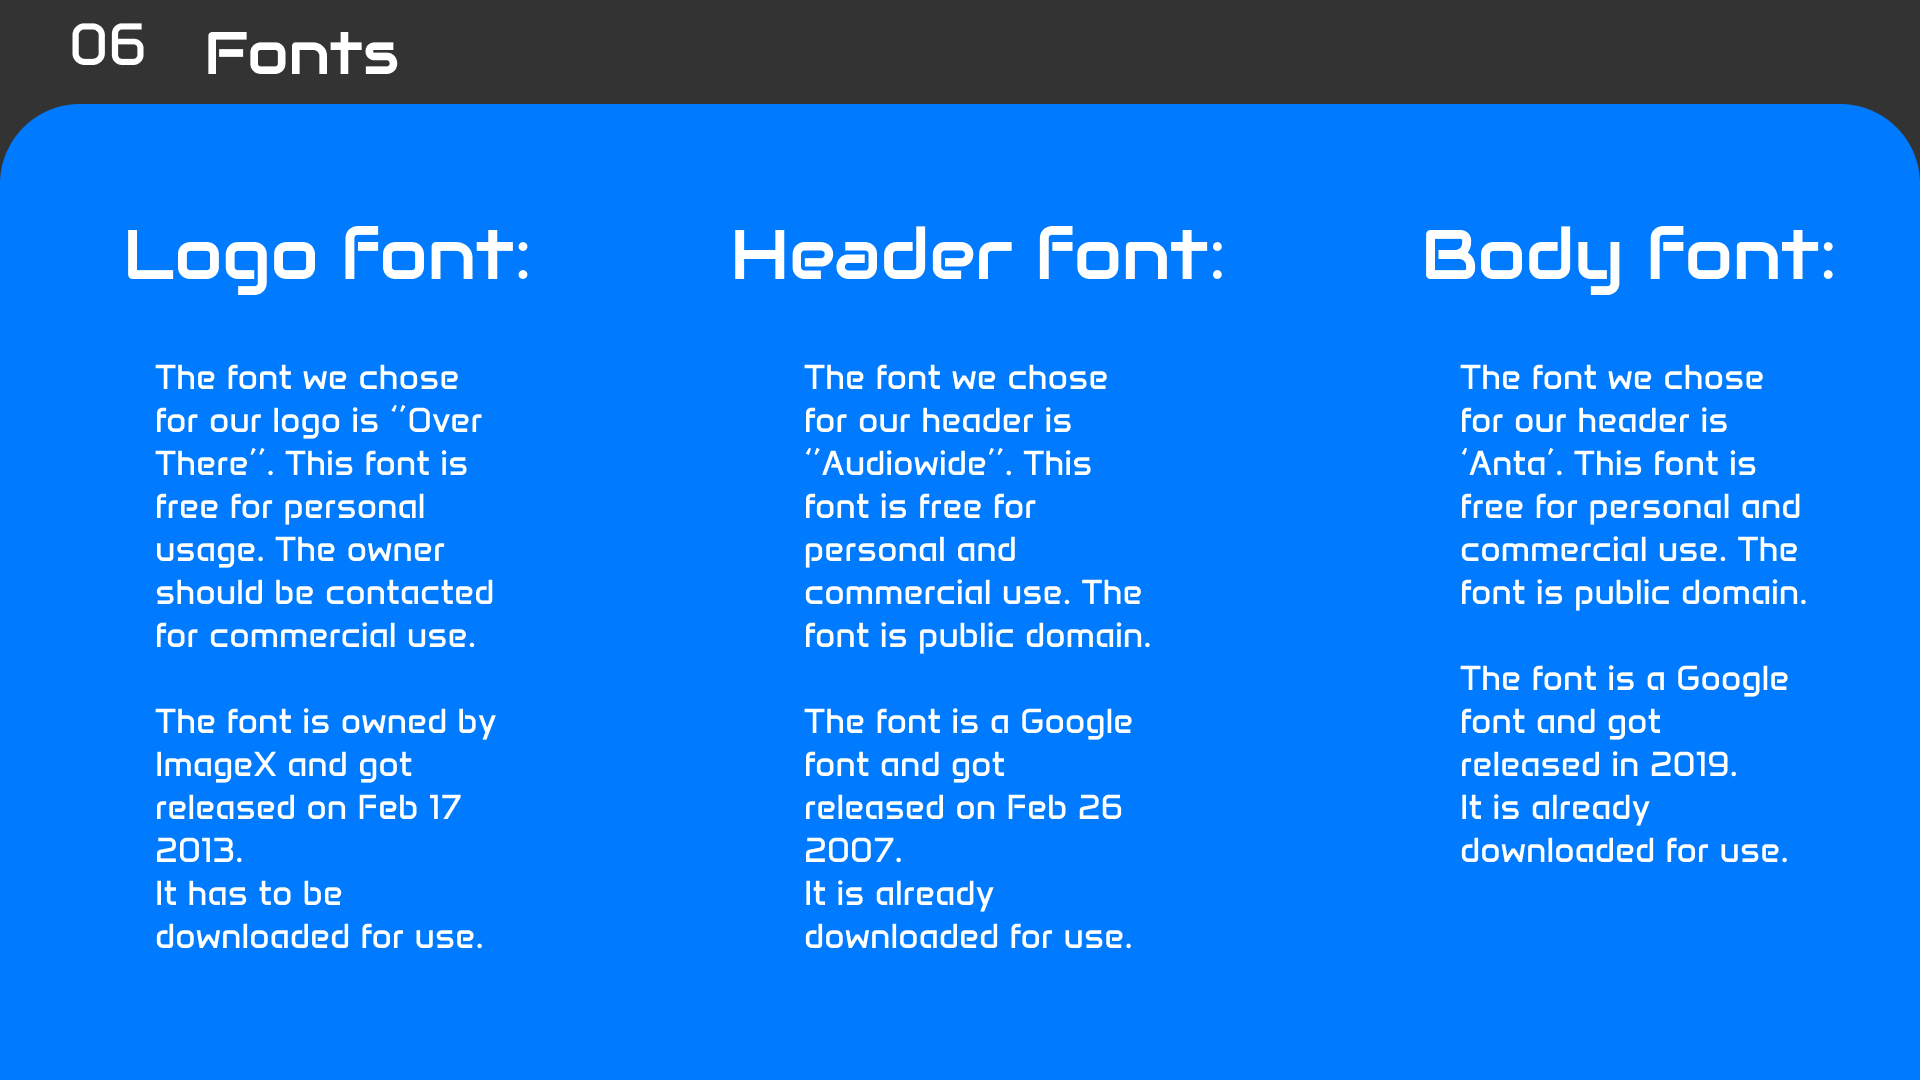 06
Fonts
Logo font:
The font we chose
for our logo is ‘’Over
There’’. This font is
free for personal
usage. The owner
should be contacted
for commercial use.
The font is owned by
ImageX and got
released on Feb 17
2013.
It has to be
downloaded for use.
Header font:
The font we chose
for our header is
‘’Audiowide’’. This
font is free for
personal and
commercial use. The
font is public domain.
The font is a Google
font and got
released on Feb 26
2007.
It is already
downloaded for use.
Body font:
The font we chose
for our header is
‘Anta’. This font is
free for personal and
commercial use. The
font is public domain.
The font is a Google
font and got
released in 2019.
It is already
downloaded for use.